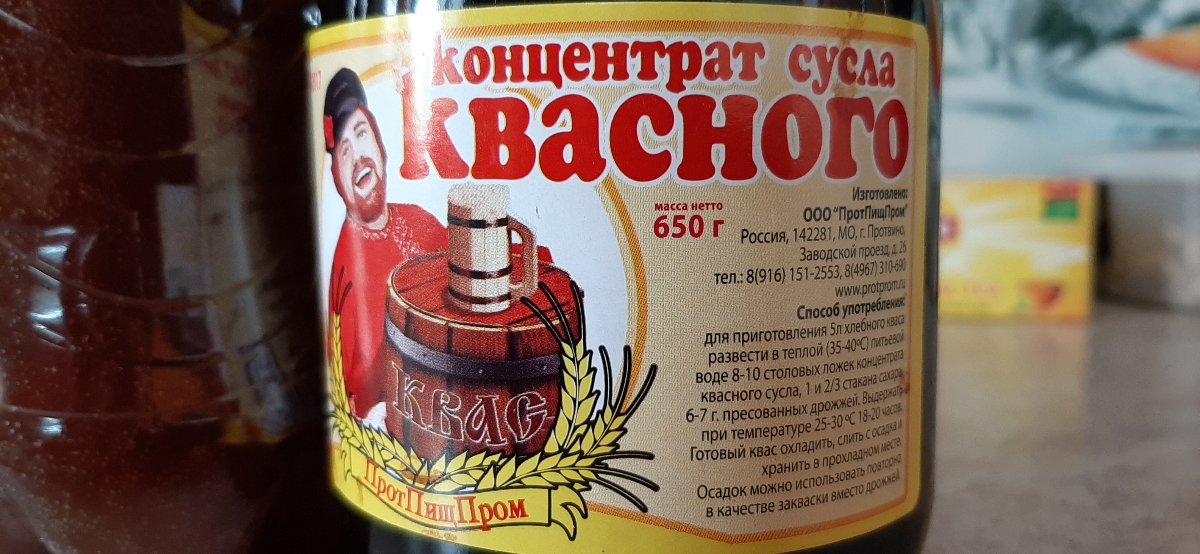 концентрат сусла
квасного
масса нетто
650 г
Изготовлено:
ООО "ПротПищПром"
Россия, 142281, МО, г. Протвино,
Заводской проезд, д. 26
тел.: 8(916) 151-2553, 8(4967) 310-690
www.protprom.ru
Способ употребления:
для приготовления 5л хлебного кваса
развести в теплой (35-40ºС) питьевой
воде 8-10 столовых ложек концентрата
квасного сусла, 1 и 2/3 стакана сахара,
6-7 г. прессованных дрожжей. Выдержать
при температуре 25-30 ºС 18-20 часов.
Готовый квас охладить, слить с осадка и
хранить в прохладном месте.
Осадок можно использовать повторно
в качестве закваски вместо дрожжей.
КВАС
ПротПищПром